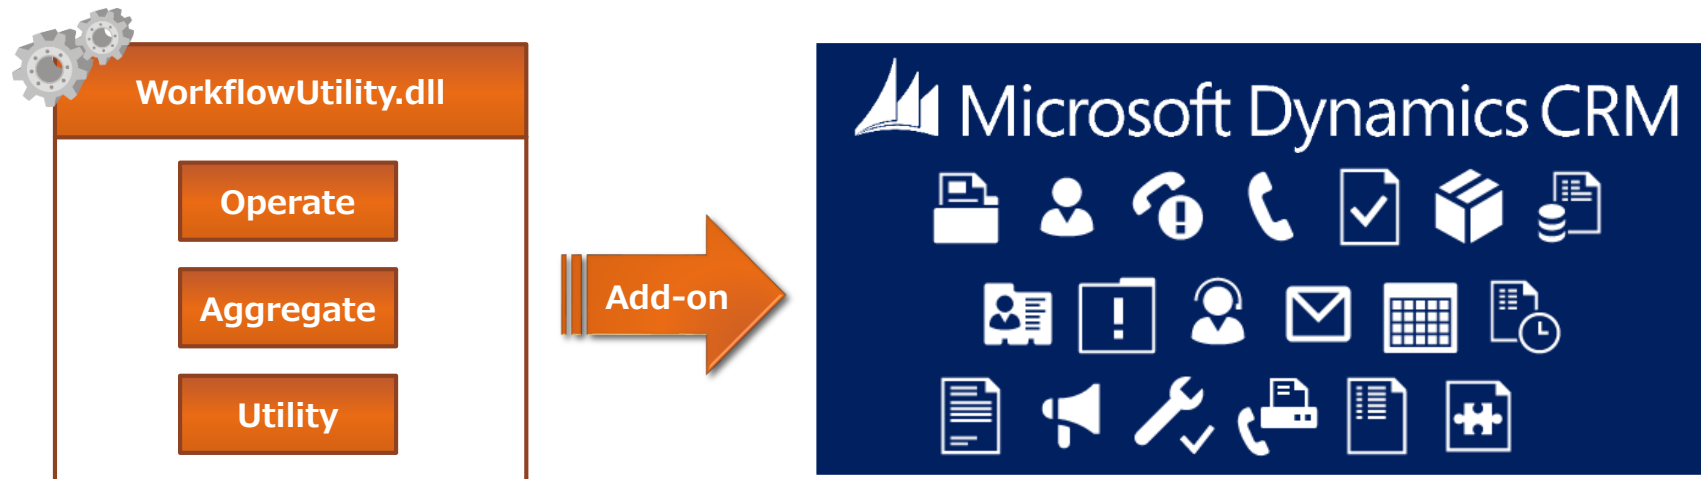 WorkflowUtility.dll
Operate
Aggregate
Utility
Add-on
Microsoft Dynamics CRM